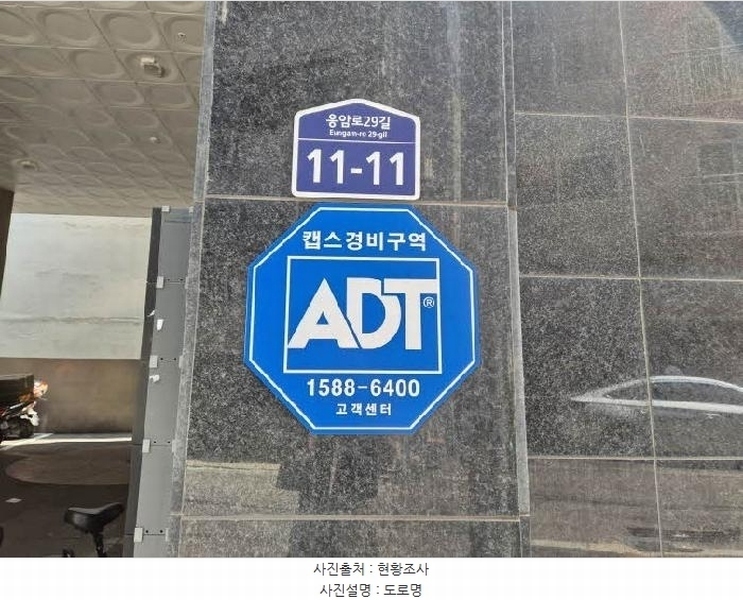 응암로29길
Eungam-ro 29-gil
11-11
캡스경비구역
ADT®
1588-6400
고객센터
사진출처 : 현황조사
사진설명 : 도로명